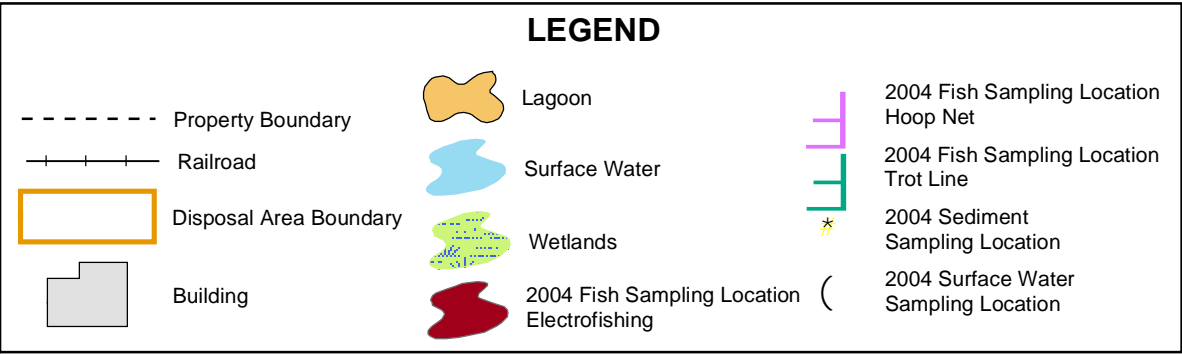 LEGEND
Property Boundary
Railroad
Disposal Area Boundary
Building
Lagoon
Surface Water
Wetlands
2004 Fish Sampling Location
Electrofishing
2004 Fish Sampling Location
Hoop Net
2004 Fish Sampling Location
Trot Line
2004 Sediment
Sampling Location
2004 Surface Water
Sampling Location